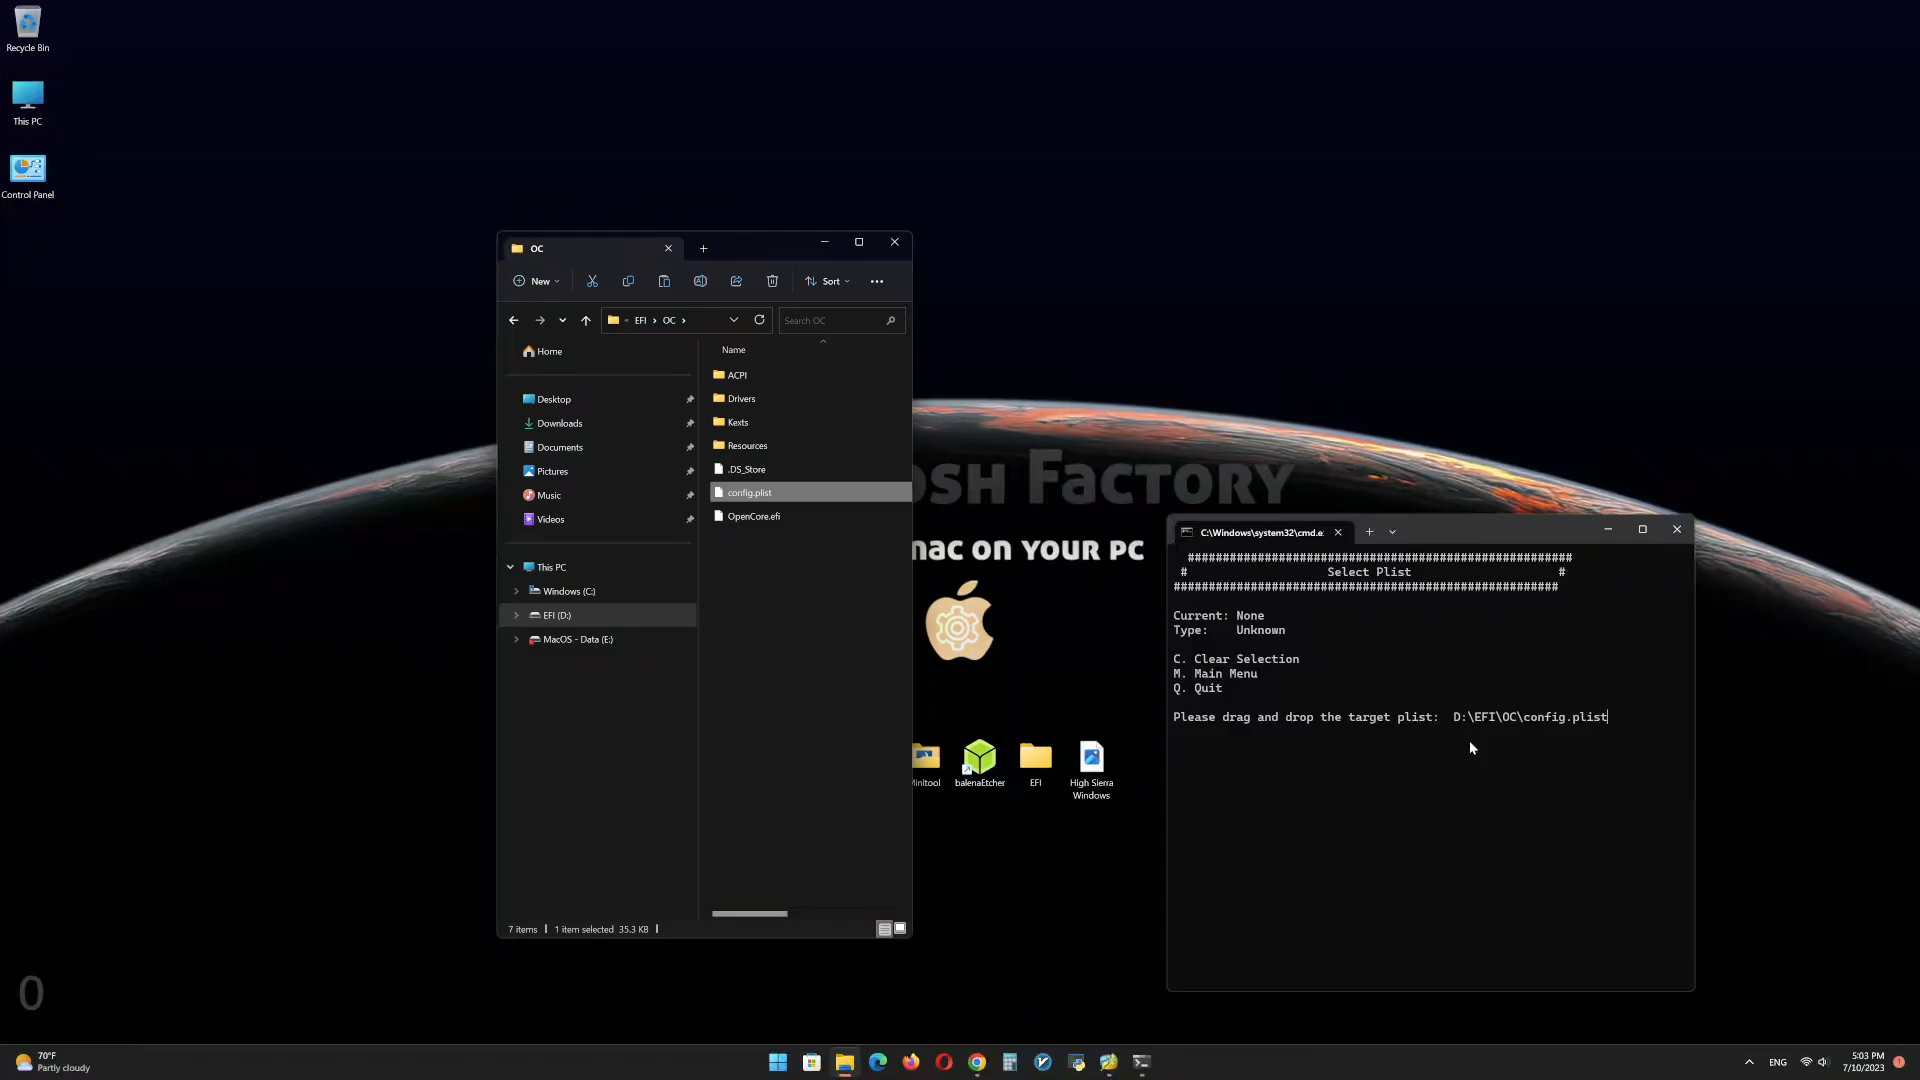 Recycle Bin
This PC
Control Panel
OC
New
Sort
EFI
OC
Search OC
Home
Desktop
Downloads
Documents
Pictures
Music
Videos
This PC
Windows (C:)
EFI (D:)
MacOS - Data (E:)
Name
ACPI
Drivers
Kexts
Resources
.DS_Store
config.plist
OpenCore.efi
7 items
1 item selected 35.3 KB
osh Factory
mac on your pc
Minitool
balenaEtcher
EFI
High Sierra
Windows
C:\Windows\system32\cmd.e
#######################################################
# Select Plist #
#######################################################
Current: None
Type: Unknown
C. Clear Selection
M. Main Menu
Q. Quit
Please drag and drop the target plist: D:\EFI\OC\config.plist
0
70°F
Partly cloudy
ENG
5:03 PM
7/10/2023
1